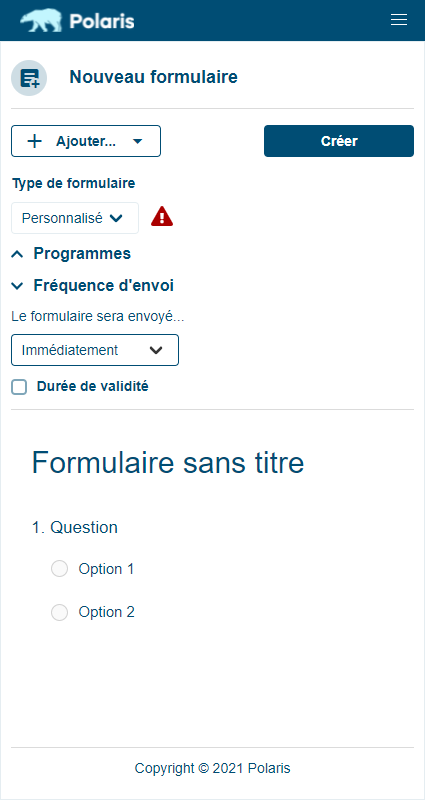 Polaris
Nouveau formulaire
Ajouter...
Créer
Type de formulaire
Personnalisé
Programmes
Fréquence d'envoi
Le formulaire sera envoyé...
Immédiatement
Durée de validité
Formulaire sans titre
1. Question
Option 1
Option 2
Copyright © 2021 Polaris